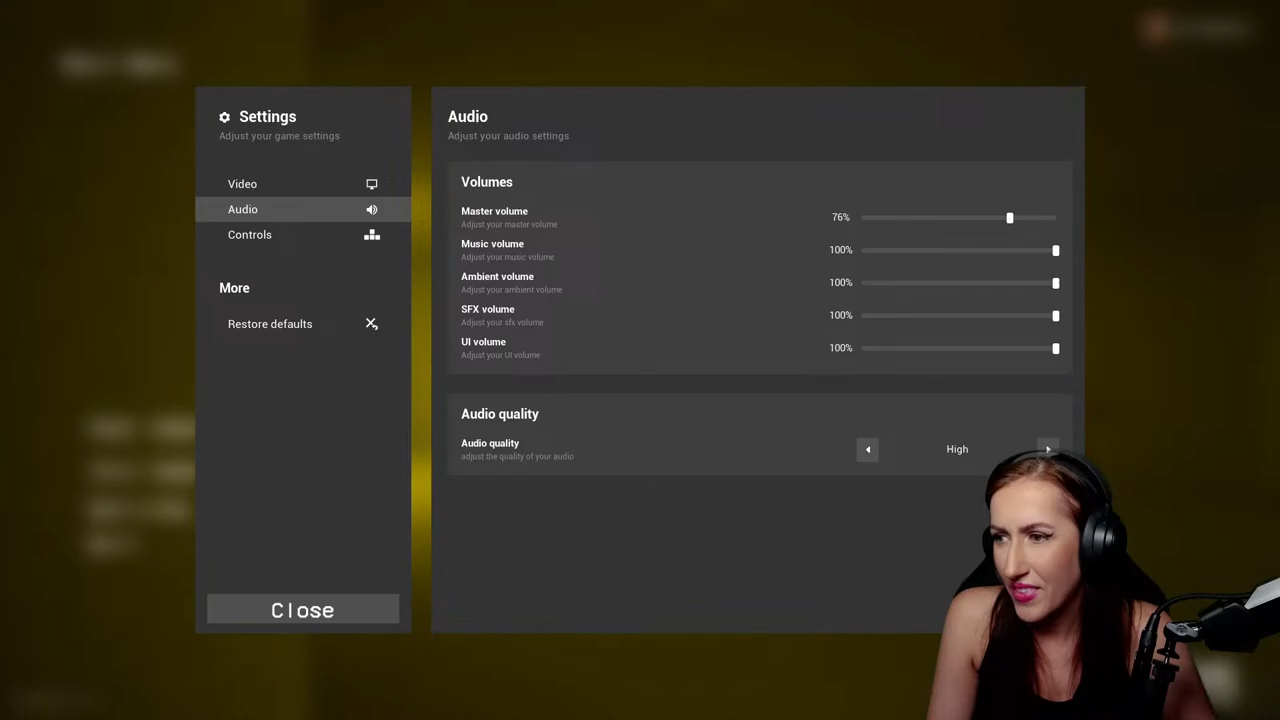 Settings
Adjust your game settings
Video
Audio
Controls
More
Restore defaults
Close
Audio
Adjust your audio settings
Volumes
Master volume
Adjust your master volume
76%
Music volume
Adjust your music volume
100%
Ambient volume
Adjust your ambient volume
100%
SFX volume
Adjust your sfx volume
100%
UI volume
Adjust your UI volume
100%
Audio quality
Audio quality
adjust the quality of your audio
High